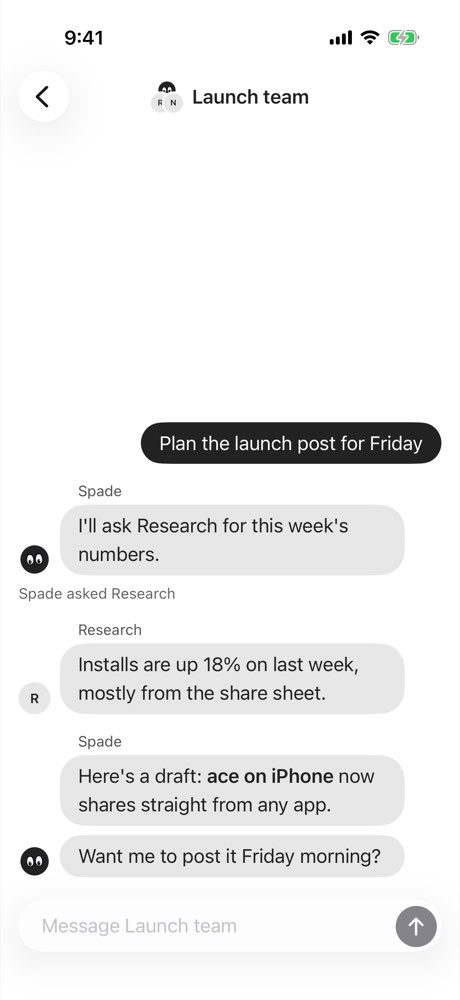 9:41
R N
Launch team
Plan the launch post for Friday
Spade
I'll ask Research for this week's
numbers.
Spade asked Research
Research
Installs are up 18% on last week,
mostly from the share sheet.
R
Spade
Here's a draft: ace on iPhone now
shares straight from any app.
Want me to post it Friday morning?
Message Launch team